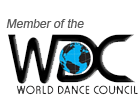 Member of the
WDC
WORLD DANCE COUNCIL